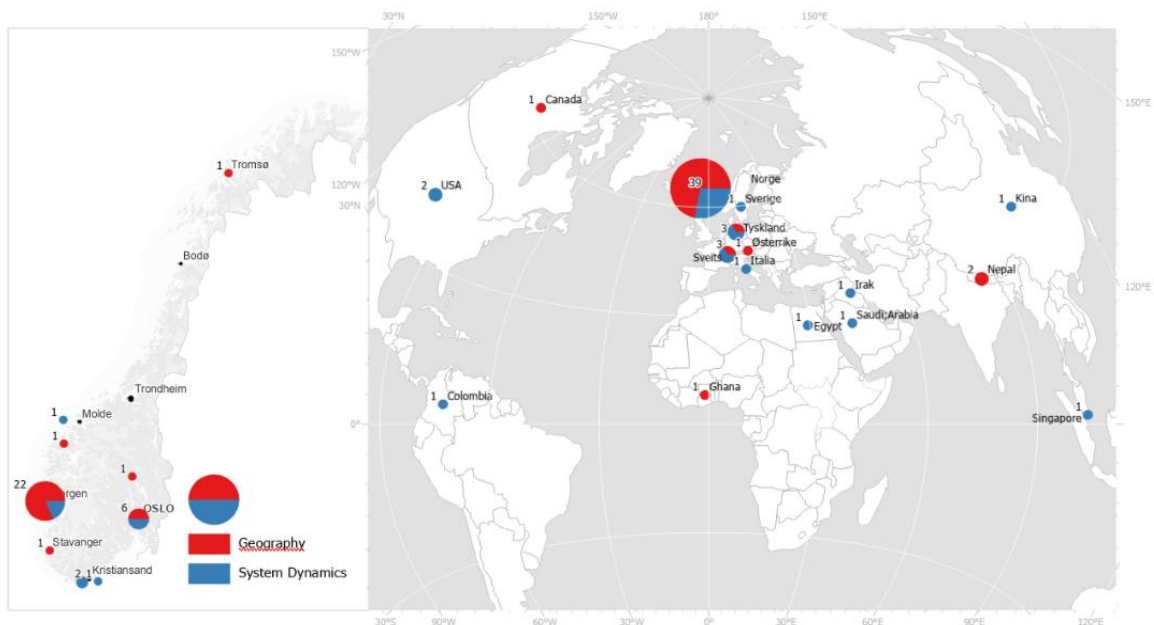 30°N 150°W 180° 150°E
150°W
150°E
1 Canada
1 Tromsø
120°W
30°N
39
Norge
2 USA
1 Sverige
1 Kina
3 Tyskland
1 Østerrike
3
Sveits
1 Italia
Bodø
2 Nepal
1 Irak
120°E
1 Saudi;Arabia
1
Egypt
Trondheim
1 Ghana
1 Colombia
1
Molde
1
Singapore
1
0°
1
22
ergen
6 OSLO
1 Stavanger
Geography
2 1 Kristiansand
System Dynamics
30°S 90°W 60°W 30°W 0° 30°E 60°E 90°E 120°E